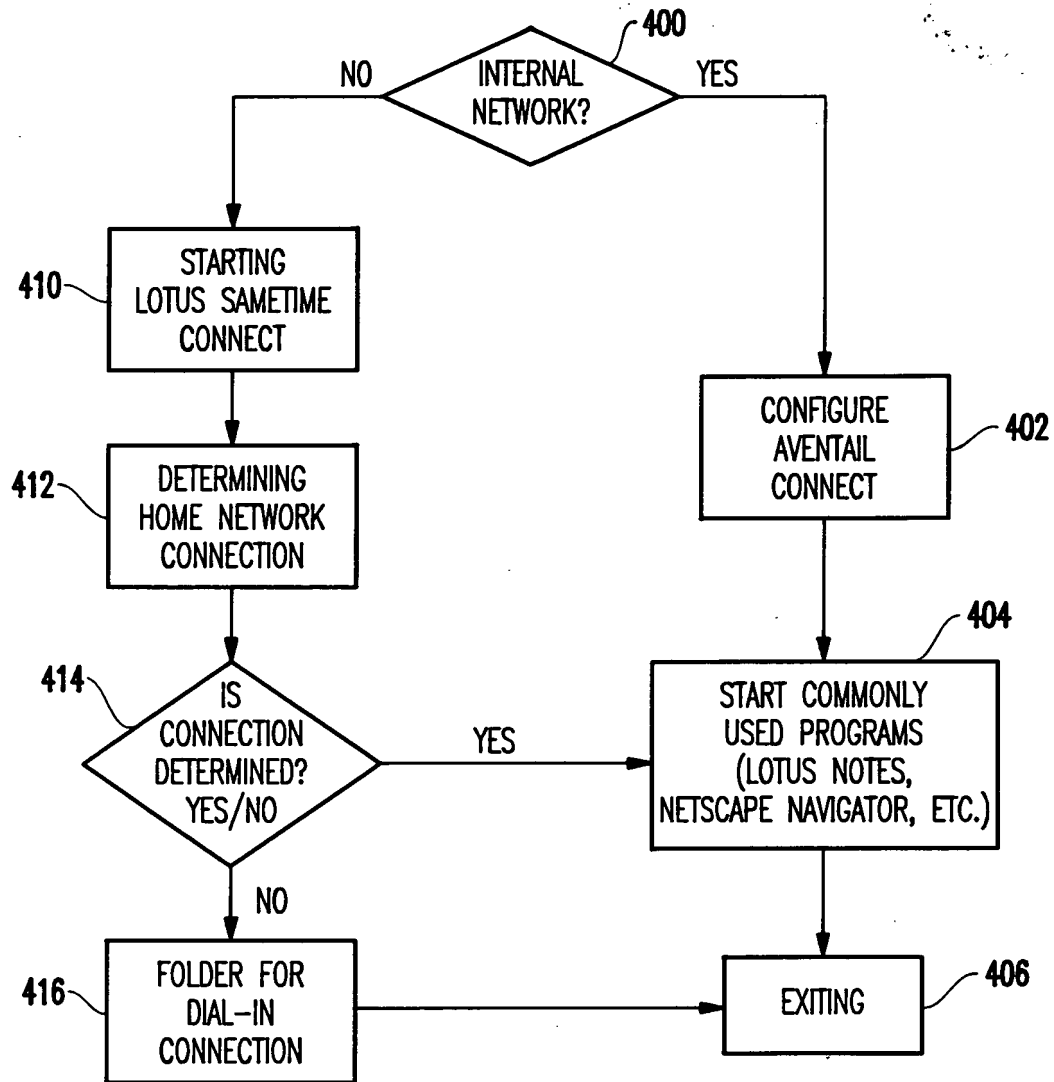 400
INTERNAL
NETWORK?
NO
YES
410
STARTING
LOTUS SAMETIME
CONNECT
CONFIGURE
AVENTAIL
CONNECT
402
412
DETERMINING
HOME NETWORK
CONNECTION
404
414
IS
CONNECTION
DETERMINED?
YES/NO
YES
START COMMONLY
USED PROGRAMS
(LOTUS NOTES,
NETSCAPE NAVIGATOR, ETC.)
NO
416
FOLDER FOR
DIAL-IN
CONNECTION
EXITING
406